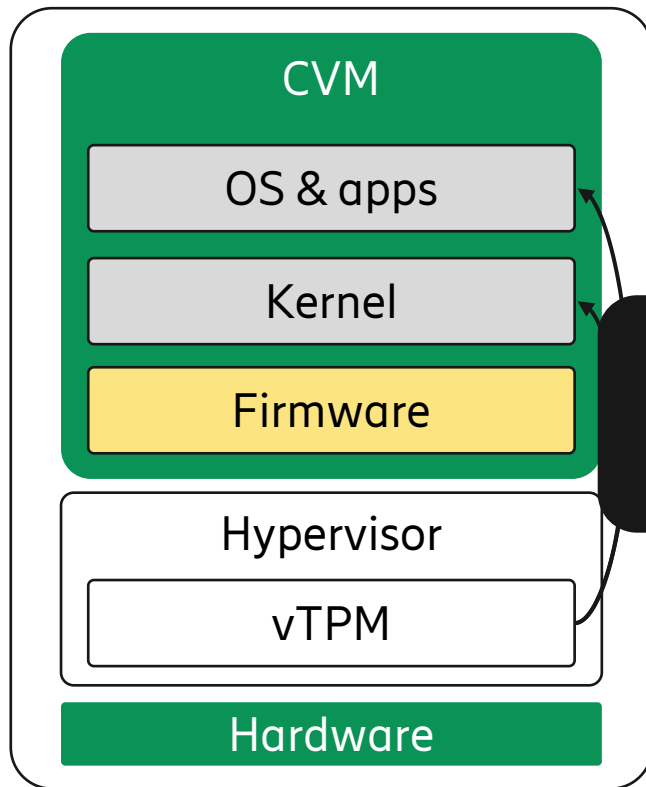 CVM
OS & apps
Kernel
Firmware
Hypervisor
vTPM
Hardware